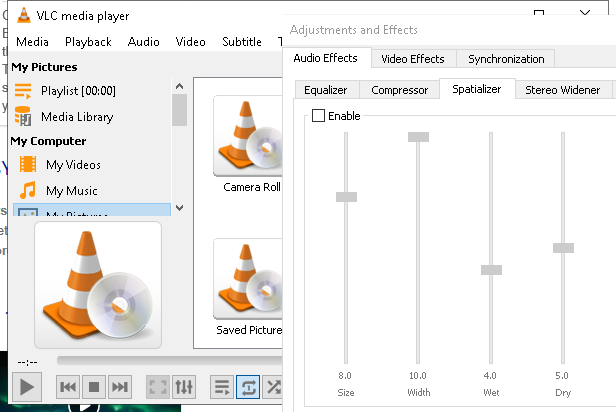 VLC media player
Media Playback Audio Video Subtitle T
My Pictures
Playlist [00:00]
Media Library
My Computer
My Videos
My Music
My Pictures
Camera Roll
Saved Picture
--:--
Adjustments and Effects
Audio Effects Video Effects Synchronization
Equalizer Compressor Spatializer Stereo Widener
Enable
8.0 10.0 4.0 5.0
Size Width Wet Dry